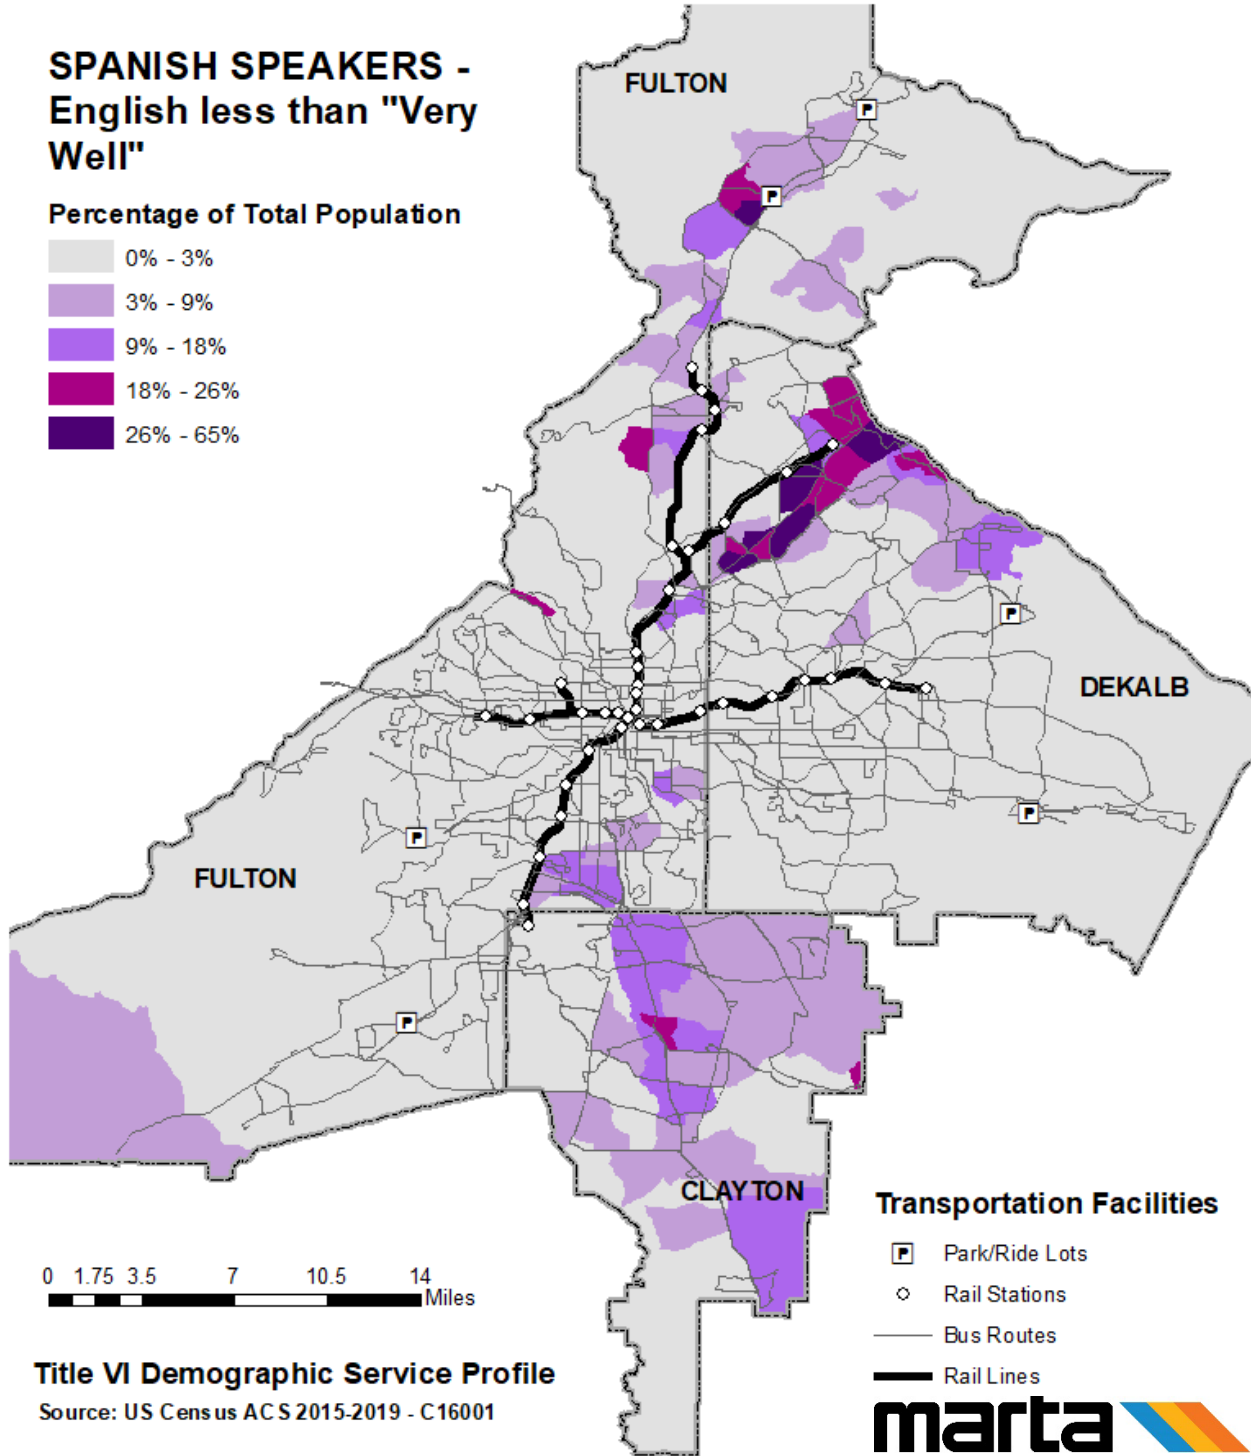 SPANISH SPEAKERS -
English less than "Very
Well"
Percentage of Total Population
0% - 3%
3% - 9%
9% - 18%
18% - 26%
26% - 65%
FULTON
P
P
P
DEKALB
P
P
FULTON
P
CLAYTON
0 1.75 3.5 7 10.5 14
Miles
Title VI Demographic Service Profile
Source: US Census ACS 2015-2019 - C16001
Transportation Facilities
P Park/Ride Lots
Rail Stations
Bus Routes
Rail Lines
marta